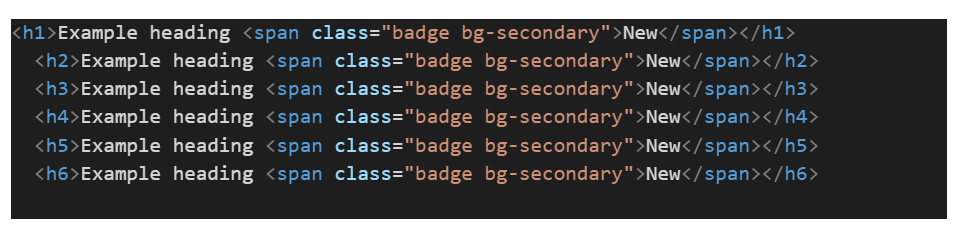 <h1>Example heading <span class="badge bg-secondary">New</span></h1>
<h2>Example heading <span class="badge bg-secondary">New</span></h2>
<h3>Example heading <span class="badge bg-secondary">New</span></h3>
<h4>Example heading <span class="badge bg-secondary">New</span></h4>
<h5>Example heading <span class="badge bg-secondary">New</span></h5>
<h6>Example heading <span class="badge bg-secondary">New</span></h6>